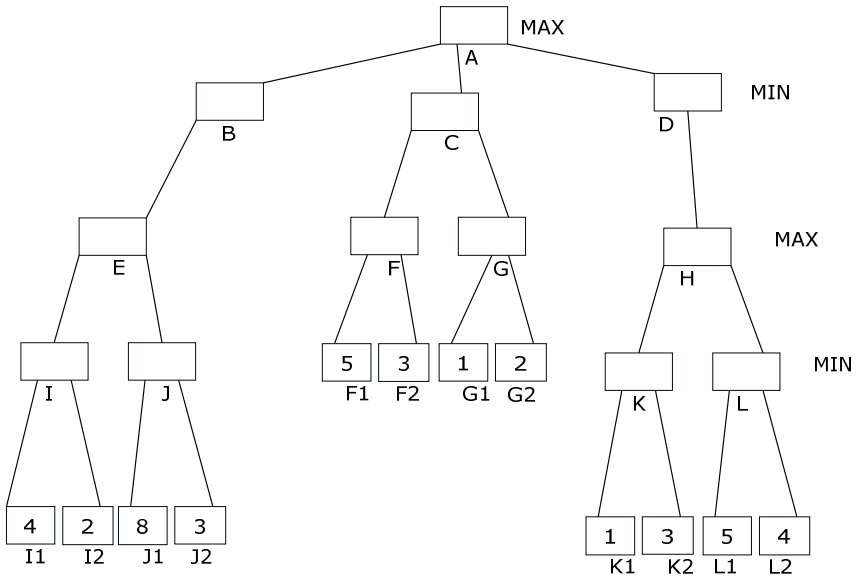 MAX
A
MIN
B
C
D
MAX
E
F
G
H
5 3 1 2
MIN
F1 F2 G1 G2
I
J
K
L
4 2 8 3
1 3 5 4
I1 I2 J1 J2
K1 K2 L1 L2